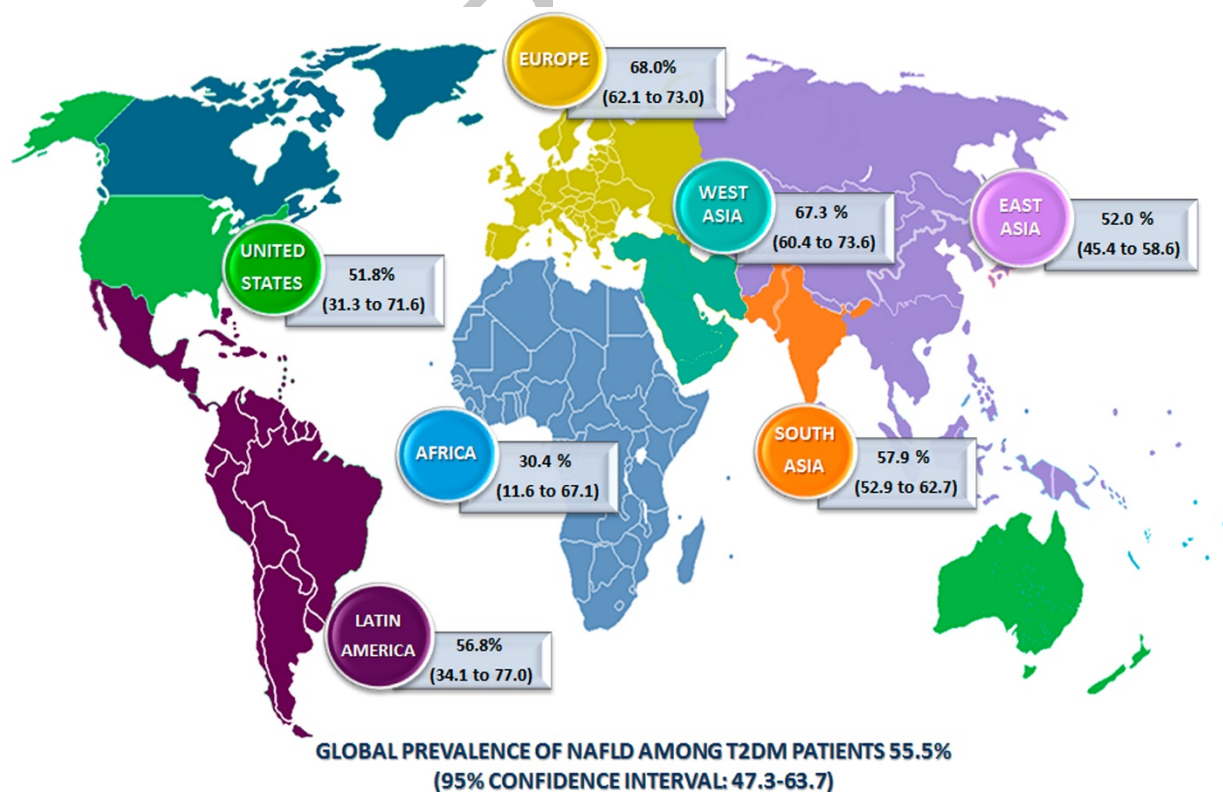 EUROPE
68.0%
(62.1 to 73.0)
WEST
ASIA
67.3 %
(60.4 to 73.6)
EAST
ASIA
52.0 %
(45.4 to 58.6)
UNITED
STATES
51.8%
(31.3 to 71.6)
AFRICA
30.4 %
(11.6 to 67.1)
SOUTH
ASIA
57.9 %
(52.9 to 62.7)
LATIN
AMERICA
56.8%
(34.1 to 77.0)
GLOBAL PREVALENCE OF NAFLD AMONG T2DM PATIENTS 55.5%
(95% CONFIDENCE INTERVAL: 47.3-63.7)